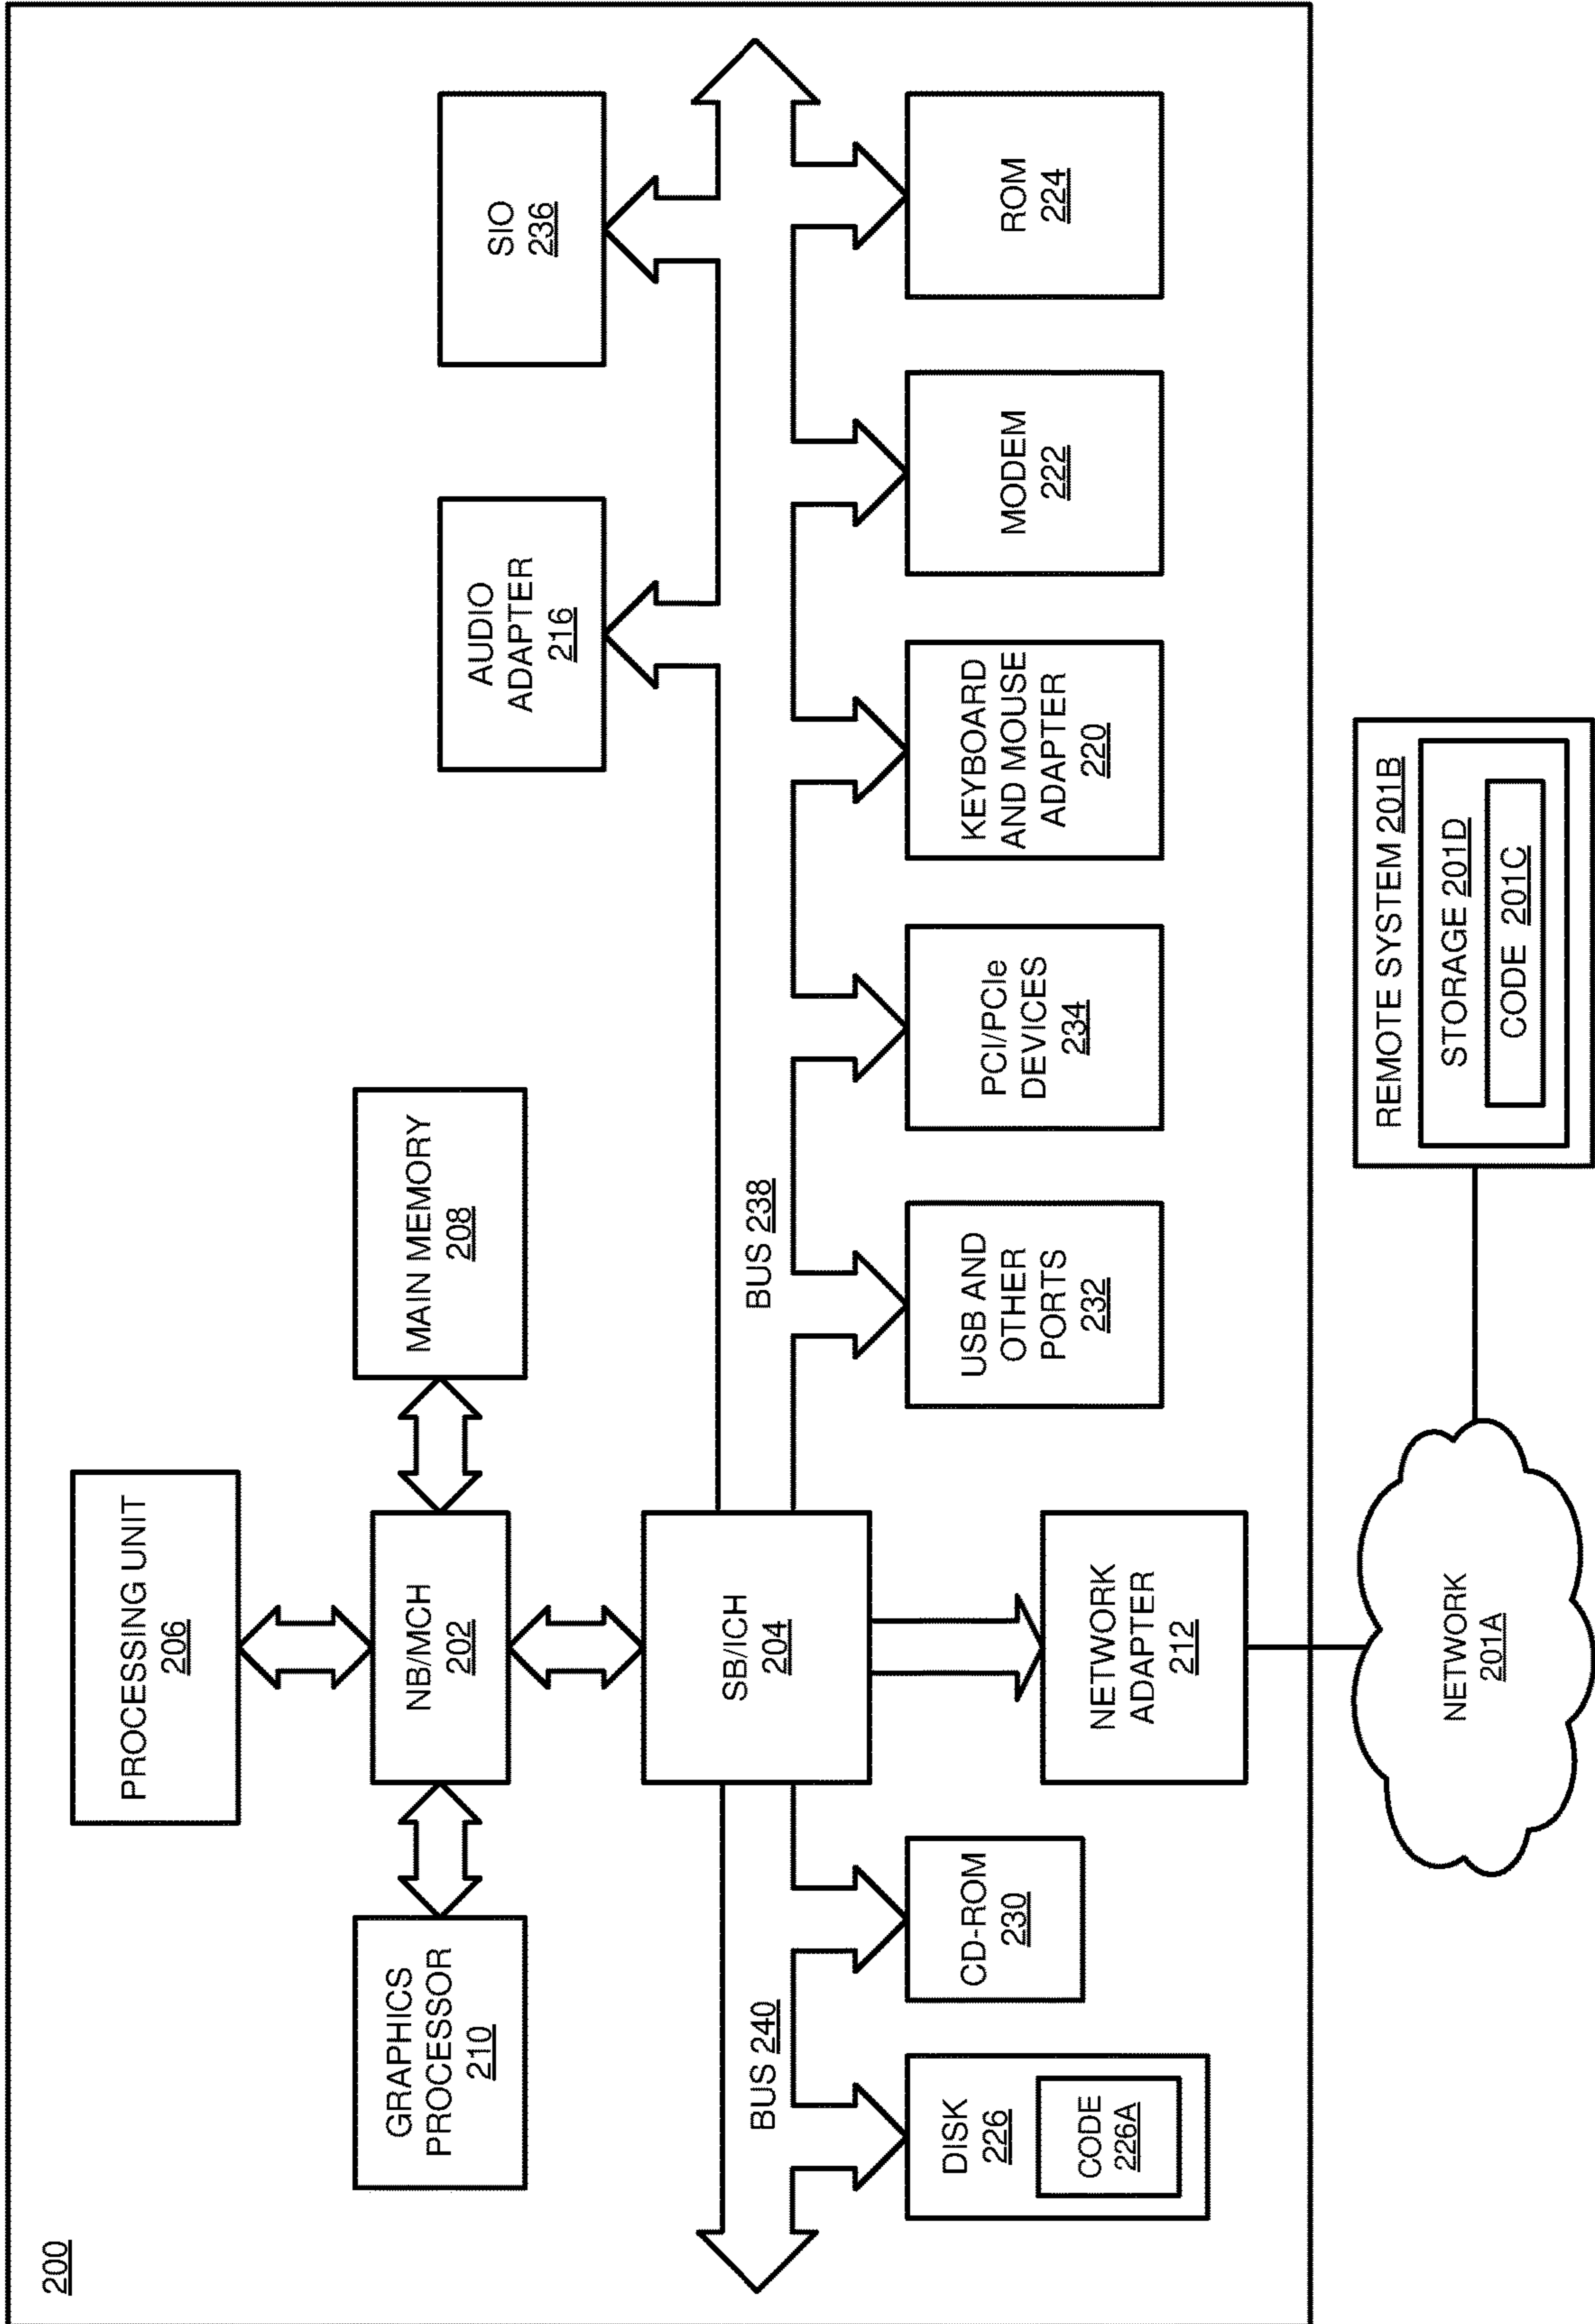 200
PROCESSING UNIT
206
GRAPHICS
PROCESSOR
210
NB/MCH
202
MAIN MEMORY
208
AUDIO
ADAPTER
216
SIO
236
SB/ICH
204
BUS 240
BUS 238
DISK
226
CODE
226A
CD-ROM
230
NETWORK
ADAPTER
212
USB AND
OTHER
PORTS
232
PCI/PCIe
DEVICES
234
KEYBOARD
AND MOUSE
ADAPTER
220
MODEM
222
ROM
224
NETWORK
201A
REMOTE SYSTEM 201B
STORAGE 201D
CODE 201C